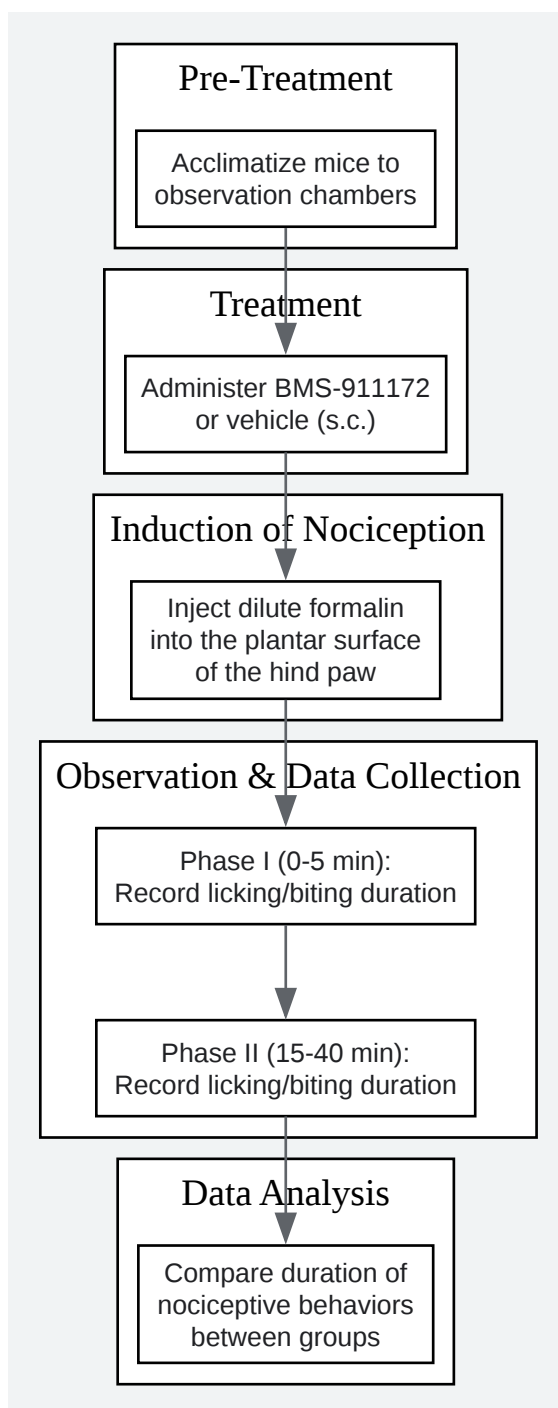 Pre-Treatment
Acclimatize mice to
observation chambers
Treatment
Administer BMS-911172
or vehicle (s.c.)
Induction of Nociception
Inject dilute formalin
into the plantar surface
of the hind paw
Observation & Data Collection
Phase I (0-5 min):
Record licking/biting duration
Phase II (15-40 min):
Record licking/biting duration
Data Analysis
Compare duration of
nociceptive behaviors
between groups